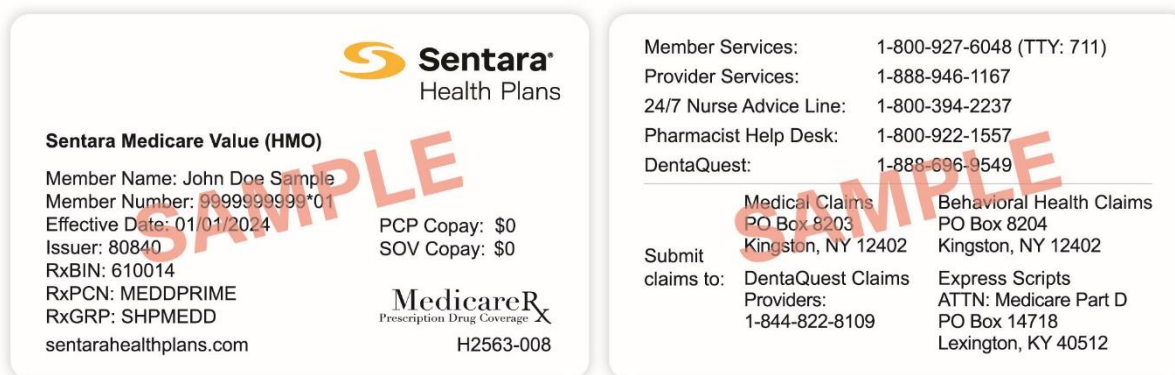 Sentara
Health Plans
Sentara Medicare Value (HMO)
Member Name: John Doe Sample
Member Number: 9999999999*01
Effective Date: 01/01/2024
Issuer: 80840
RxBIN: 610014
RxPCN: MEDDPRIME
RxGRP: SHPMEDD
sentarahealthplans.com
PCP Copay: $0
SOV Copay: $0
MedicareRx
Prescription Drug Coverage
H2563-008
SAMPLE
Member Services: 1-800-927-6048 (TTY: 711)
Provider Services: 1-888-946-1167
24/7 Nurse Advice Line: 1-800-394-2237
Pharmacist Help Desk: 1-800-922-1557
DentaQuest: 1-888-696-9549
Submit
claims to:
Medical Claims
PO Box 8203
Kingston, NY 12402
Behavioral Health Claims
PO Box 8204
Kingston, NY 12402
DentaQuest Claims
Providers:
1-844-822-8109
Express Scripts
ATTN: Medicare Part D
PO Box 14718
Lexington, KY 40512
SAMPLE